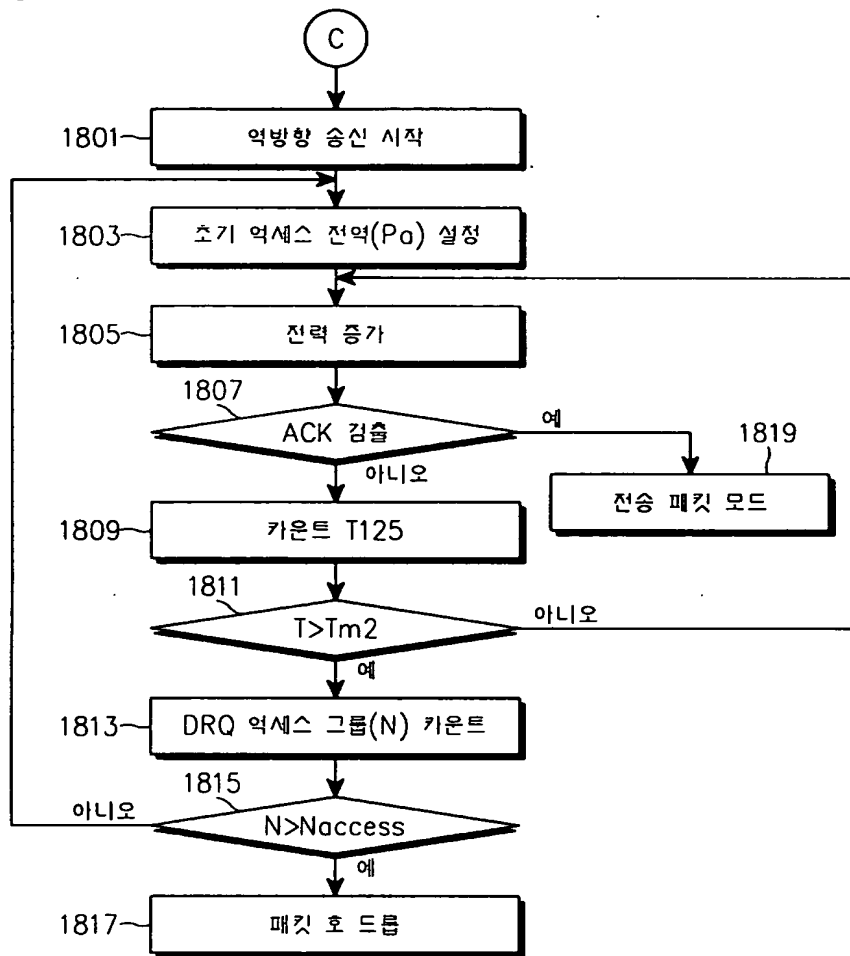 C
1801
역방향 송신 시작
1803
초기 억세스 전역(Pa) 설정
1805
전력 증가
1807
ACK 검출
예
아니오
1819
전송 패킷 모드
1809
카운트 T125
1811
T>Tm2
아니오
예
1813
DRQ 억세스 그룹(N) 카운트
1815
아니오
N>Naccess
에
1817
패킷 호 드롭